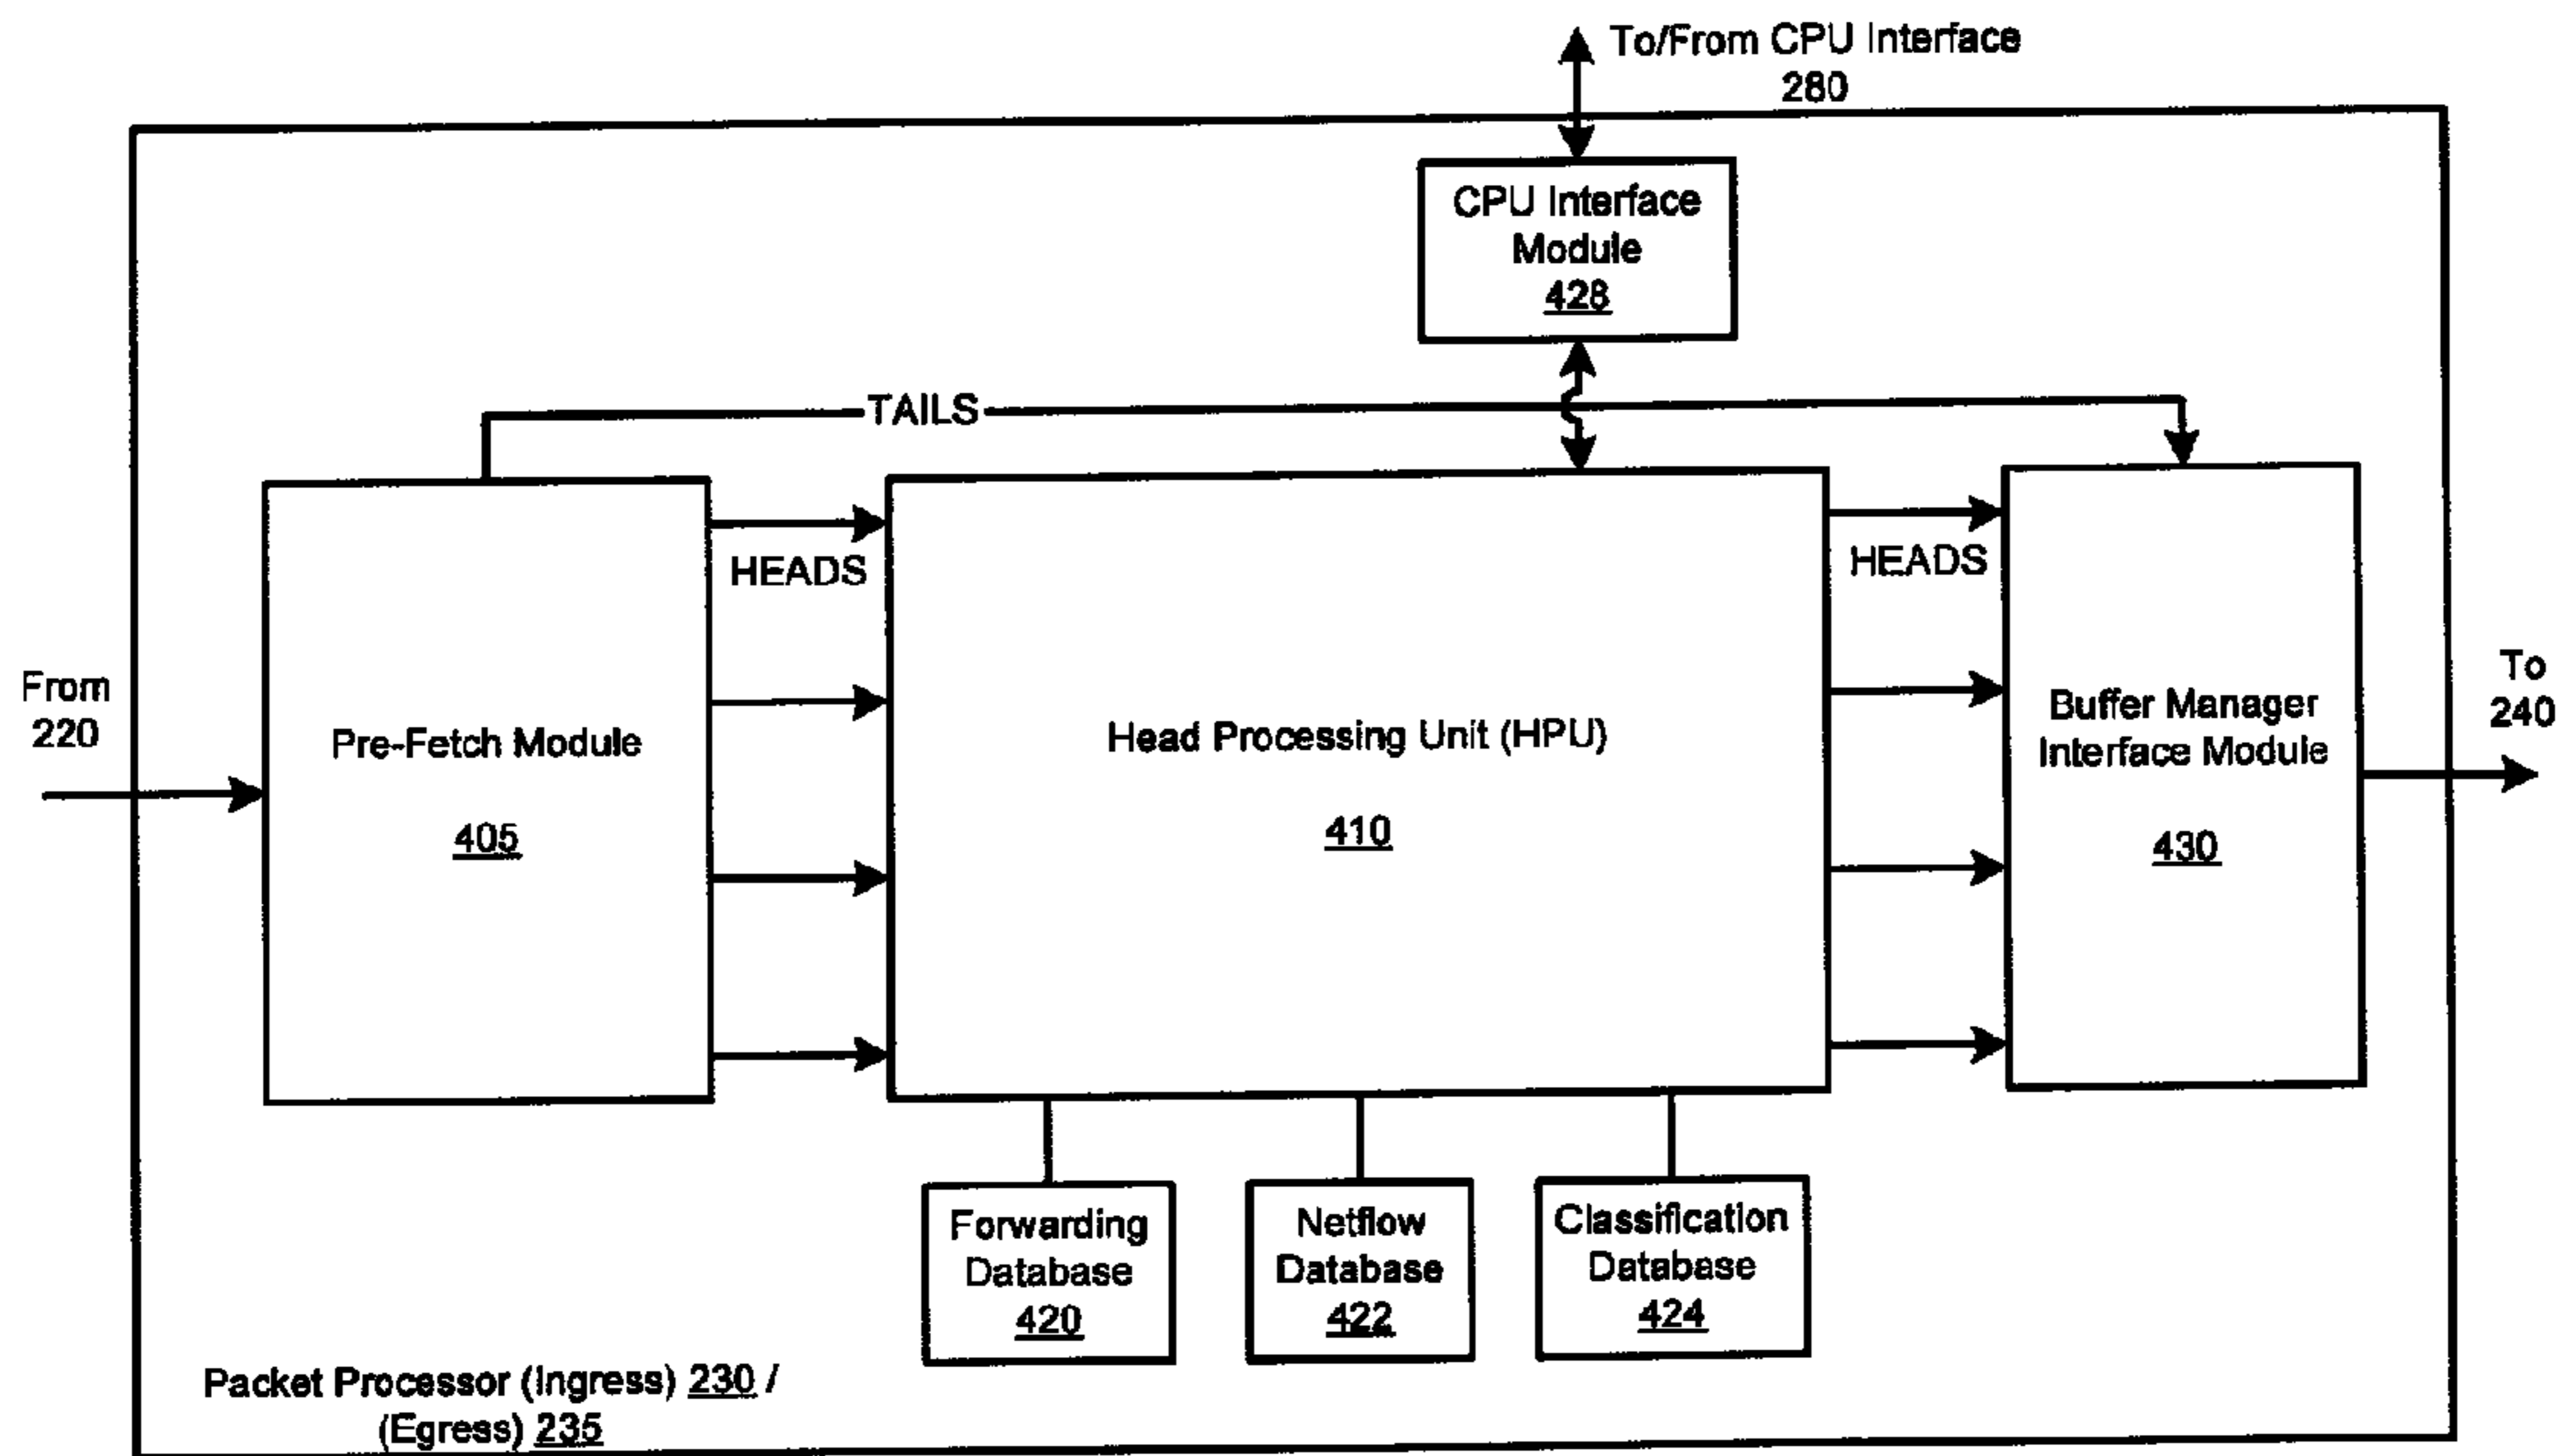 To/From CPU Interface
280
CPU Interface
Module
428
TAILS
HEADS
HEADS
From
220
Pre-Fetch Module
405
Head Processing Unit (HPU)
410
Buffer Manager
Interface Module
430
To
240
Forwarding
Database
420
Netflow
Database
422
Classification
Database
424
Packet Processor (Ingress) 230 /
(Egress) 235